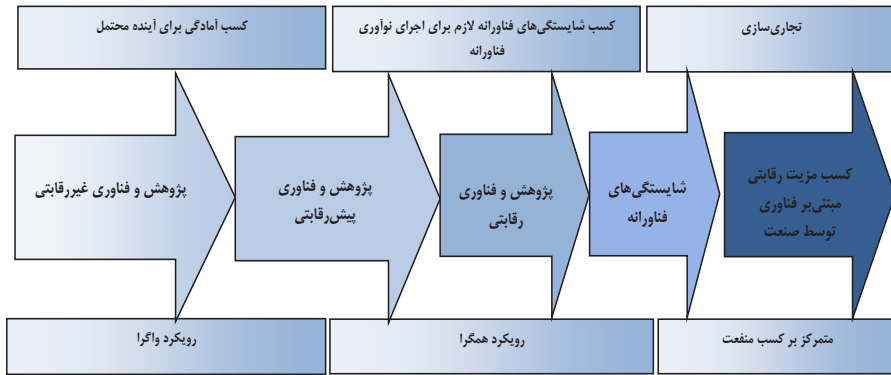 کسب آمادگی برای آینده محتمل
کسب شایستگی‌های فناورانه لازم برای اجرای نوآوری
فناورانه
تجاری‌سازی
پژوهش و فناوری غیررقابتی
پژوهش و فناوری
پیش‌رقابتی
پژوهش و فناوری
رقابتی
شایستگی‌های
فناورانه
کسب مزیت رقابتی
مبتنی‌بر فناوری
توسط صنعت
رویکرد واگرا
رویکرد همگرا
متمرکز بر کسب منفعت